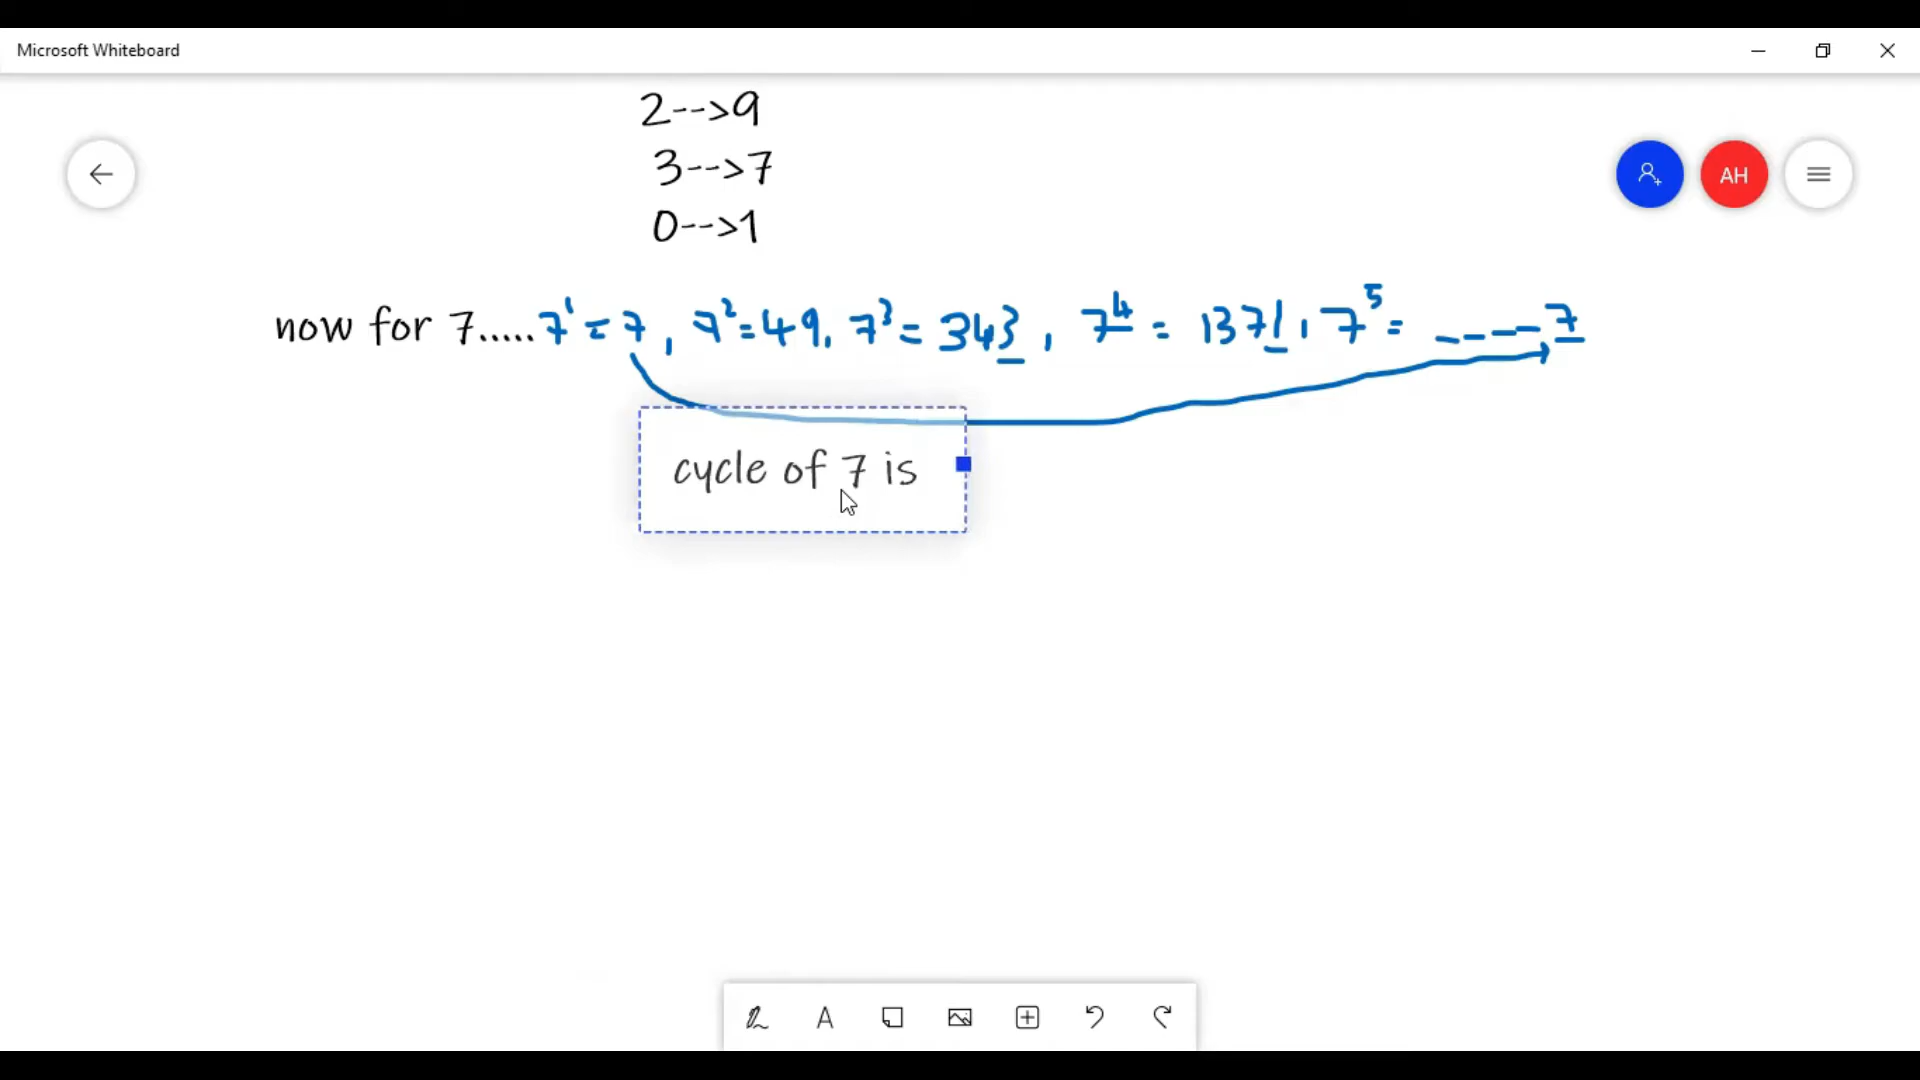 Microsoft Whiteboard
2-->9
3-->7
0-->1
AH
now for 7.....7¹=7, 7²=49, 7³=343, 7⁴=1371, 7⁵=____7
cycle of 7 is
A